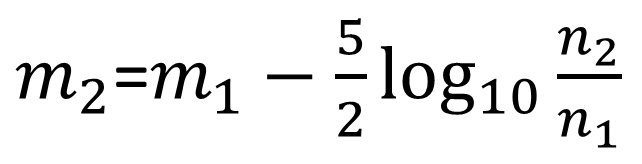 m₂=m₁ − 5/2 log₁₀ n₂/n₁